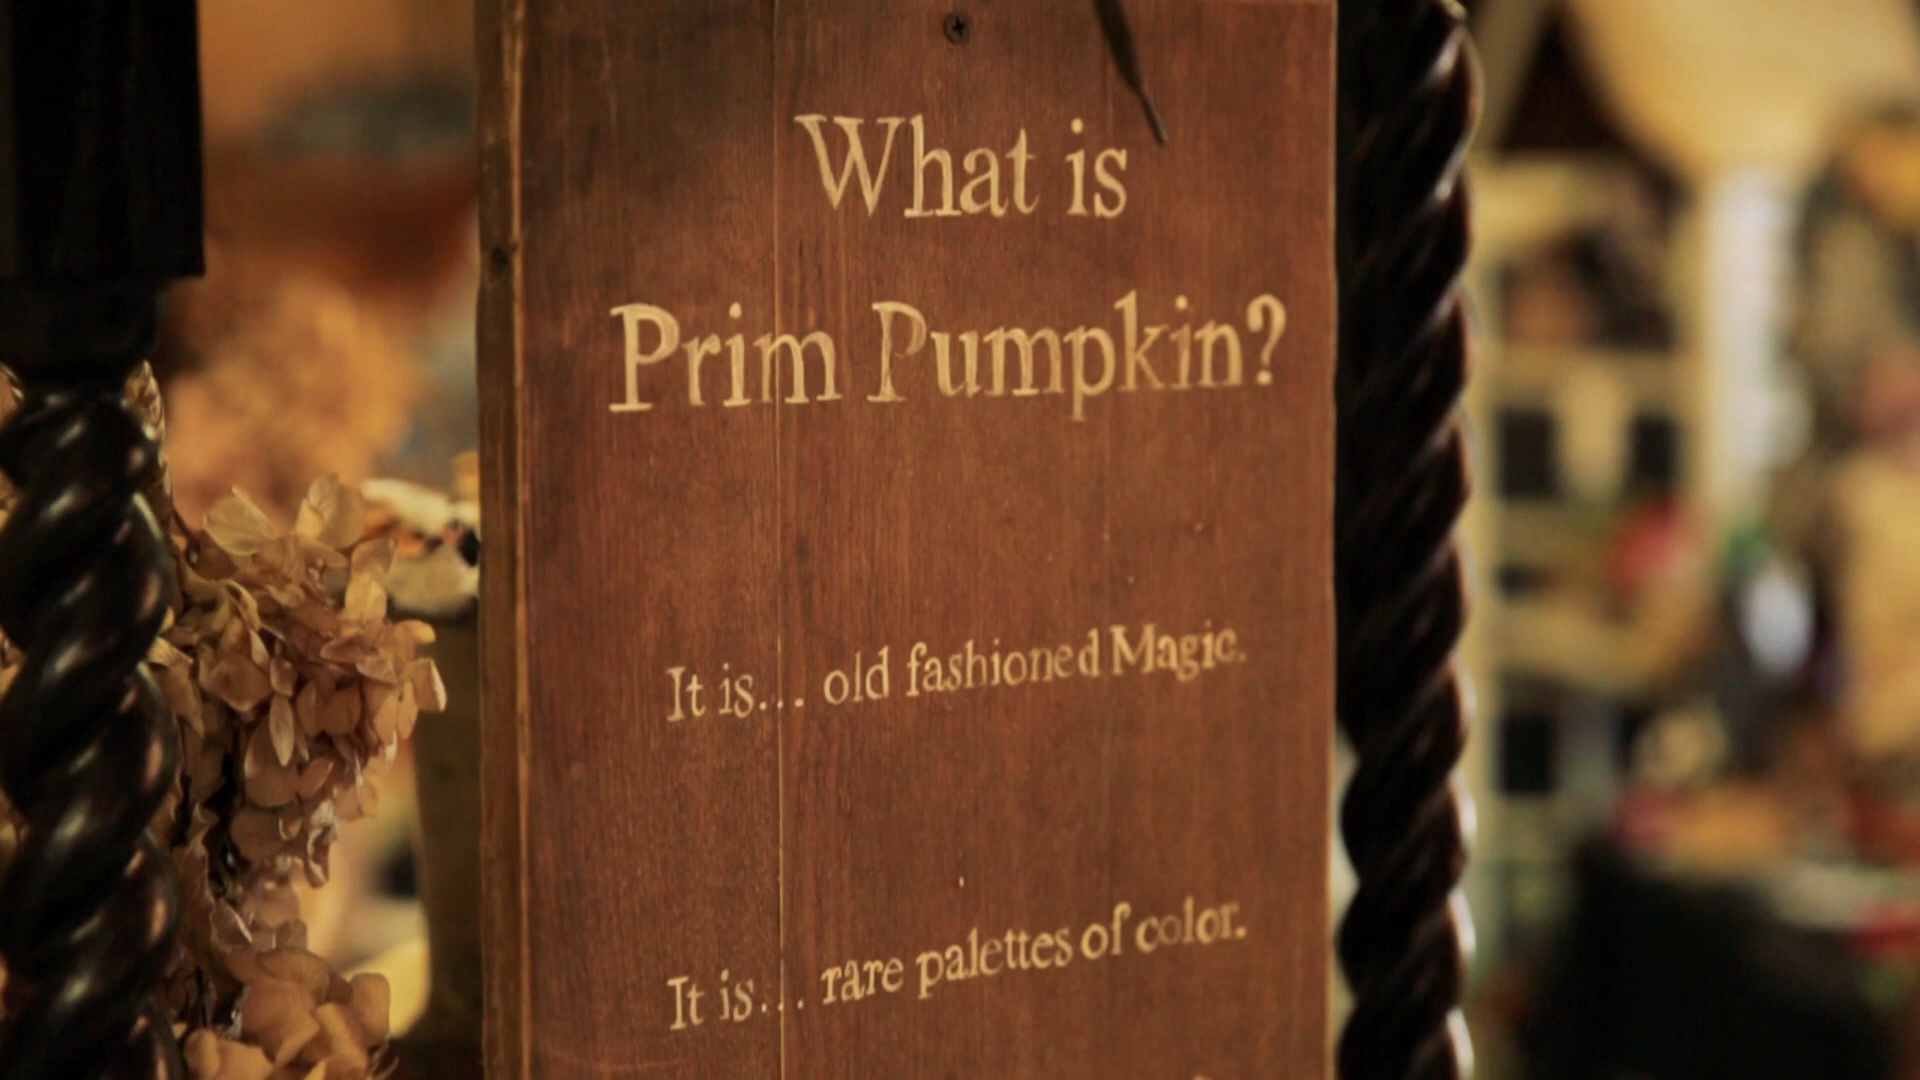 What is
Prim Pumpkin?
It is... old fashioned Magic.
It is... rare palettes of color.